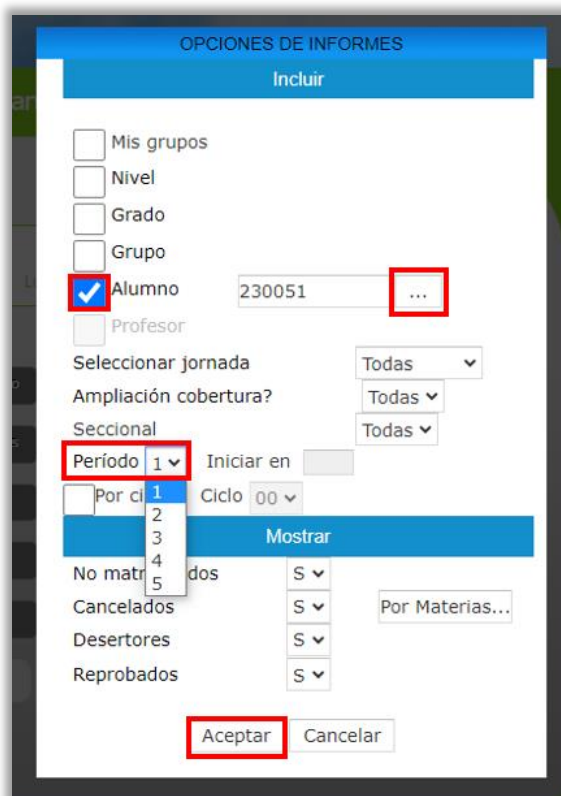 OPCIONES DE INFORMES
Incluir
Mis grupos
Nivel
Grado
Grupo
Alumno 230051 ...
Profesor
Seleccionar jornada Todas
Ampliación cobertura? Todas
Seccional Todas
Período 1 Iniciar en
Por ci Ciclo 00
1
2
3
4
5
Mostrar
No matr dos S
Cancelados S Por Materias...
Desertores S
Reprobados S
Aceptar Cancelar